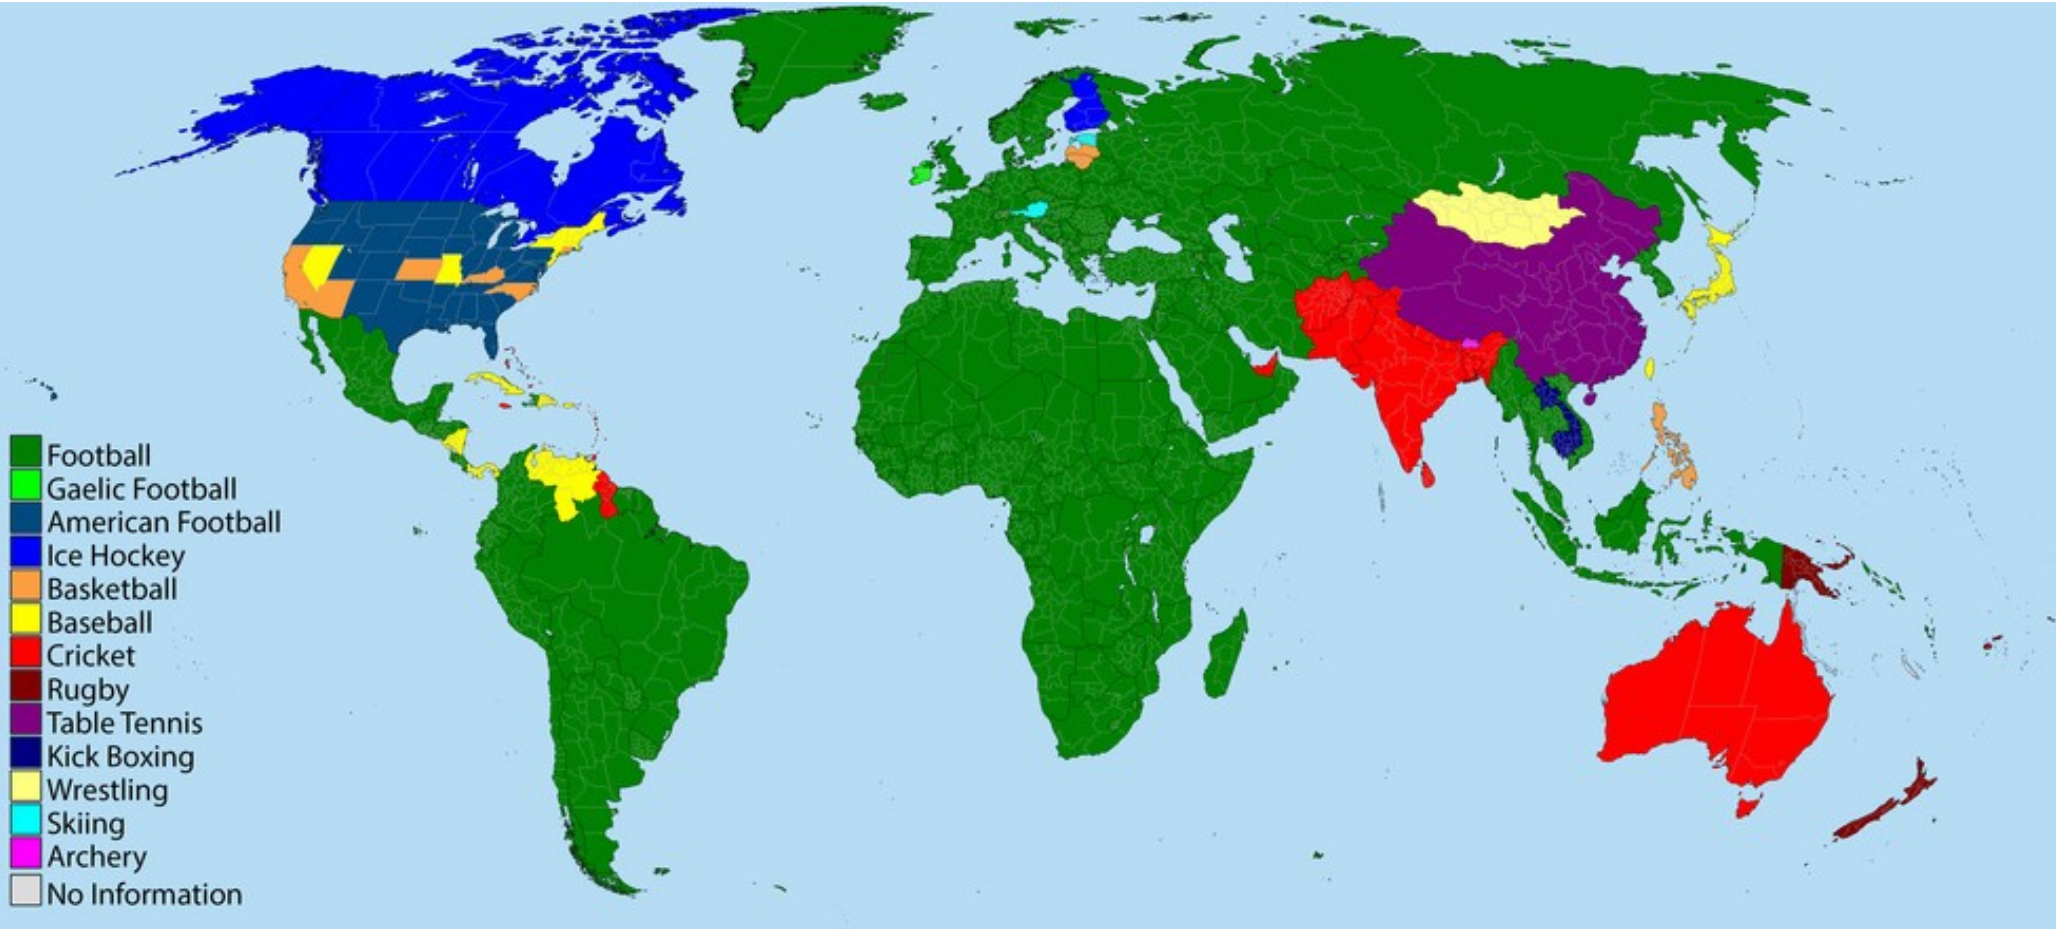 Football
Gaelic Football
American Football
Ice Hockey
Basketball
Baseball
Cricket
Rugby
Table Tennis
Kick Boxing
Wrestling
Skiing
Archery
No Information